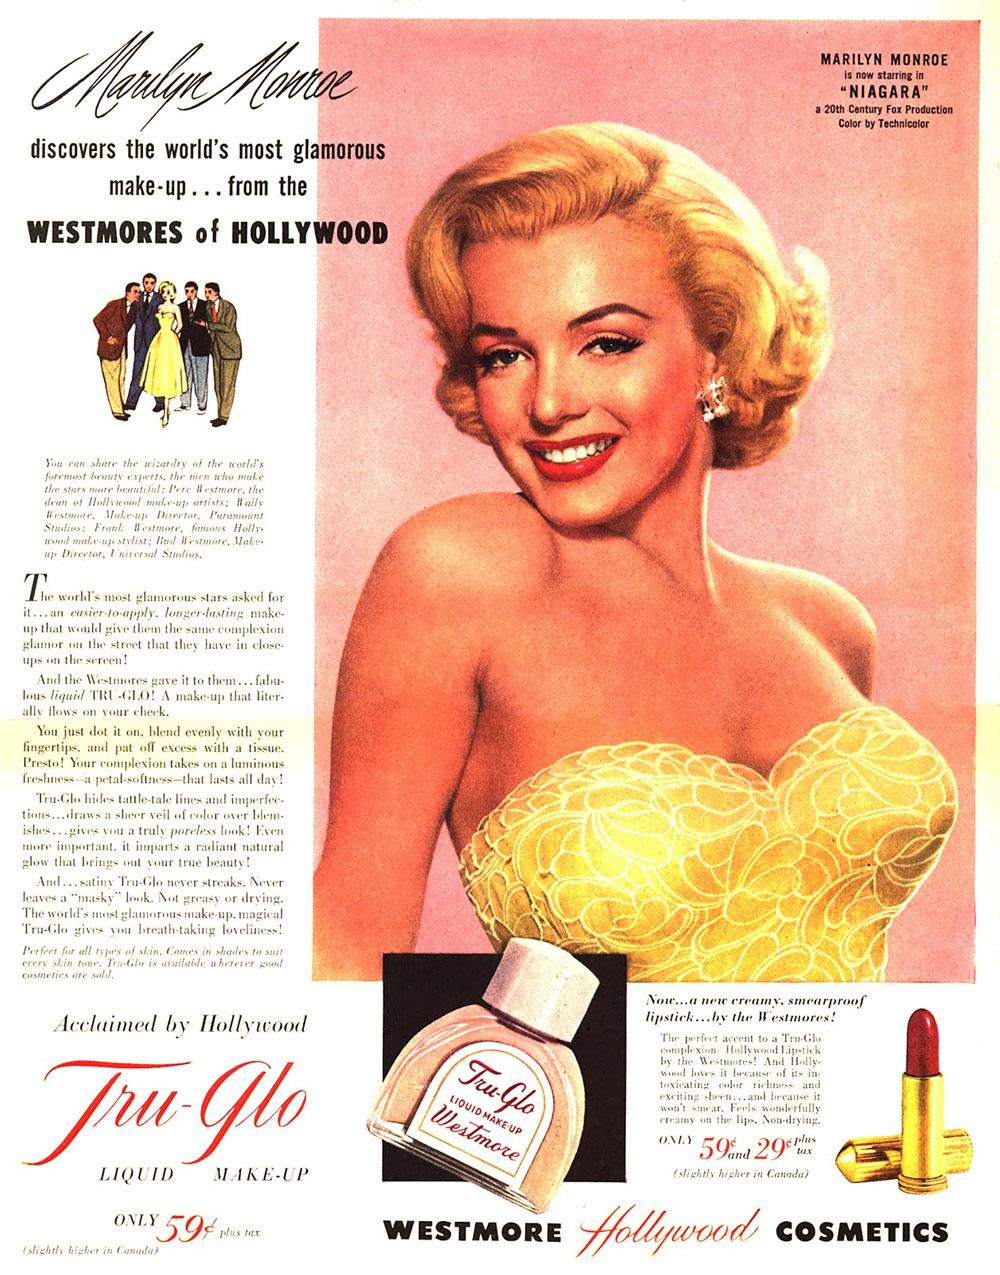 Marilyn Monroe
discovers the world's most glamorous
make-up...from the
WESTMORES of HOLLYWOOD
MARILYN MONROE
is now starring in
"NIAGARA"
a 20th Century Fox Production
Color by Technicolor
You can share the wizardry of the world's
foremost beauty experts, the men who make
the stars more beautiful: Perc Westmore, the
dean of Hollywood make-up artists; Wally
Westmore, Make-up Director, Paramount
Studios; Frank Westmore, famous Holly-
wood make-up stylist; Bud Westmore, Make-
up Director, Universal Studios.
The world's most glamorous stars asked for
it...an easier-to-apply, longer-lasting make-
up that would give them the same complexion
glamor on the street that they have in close-
ups on the screen!
And the Westmores gave it to them...fabu-
lous liquid TRU-GLO! A make-up that liter-
ally flows on your cheek.
You just dot it on, blend evenly with your
fingertips, and pat off excess with a tissue.
Presto! Your complexion takes on a luminous
freshness—a petal-softness—that lasts all day!
Tru-Glo hides tattle-tale lines and imperfec-
tions...draws a sheer veil of color over blem-
ishes...gives you a truly poreless look! Even
more important, it imparts a radiant natural
glow that brings out your true beauty!
And...satiny Tru-Glo never streaks. Never
leaves a "masky" look. Not greasy or drying.
The world's most glamorous make-up, magical
Tru-Glo gives you breath-taking loveliness!
Perfect for all types of skin. Comes in shades to suit
every skin tone. Tru-Glo is available wherever good
cosmetics are sold.
Acclaimed by Hollywood
Tru-Glo
LIQUID MAKE-UP
ONLY 59¢ plus tax
(slightly higher in Canada)
Tru-Glo
LIQUID MAKE-UP
Westmore
Now...a new creamy, smearproof
lipstick...by the Westmores!
The perfect accent to a Tru-Glo
complexion—Hollywood Lipstick
by the Westmores! And Holly-
wood loves it because of its in-
toxicating color richness and
exciting sheen...and because it
won't smear. Feels wonderfully
creamy on the lips. Non-drying.
ONLY 59¢ and 29¢ plus tax
(slightly higher in Canada)
WESTMORE Hollywood COSMETICS